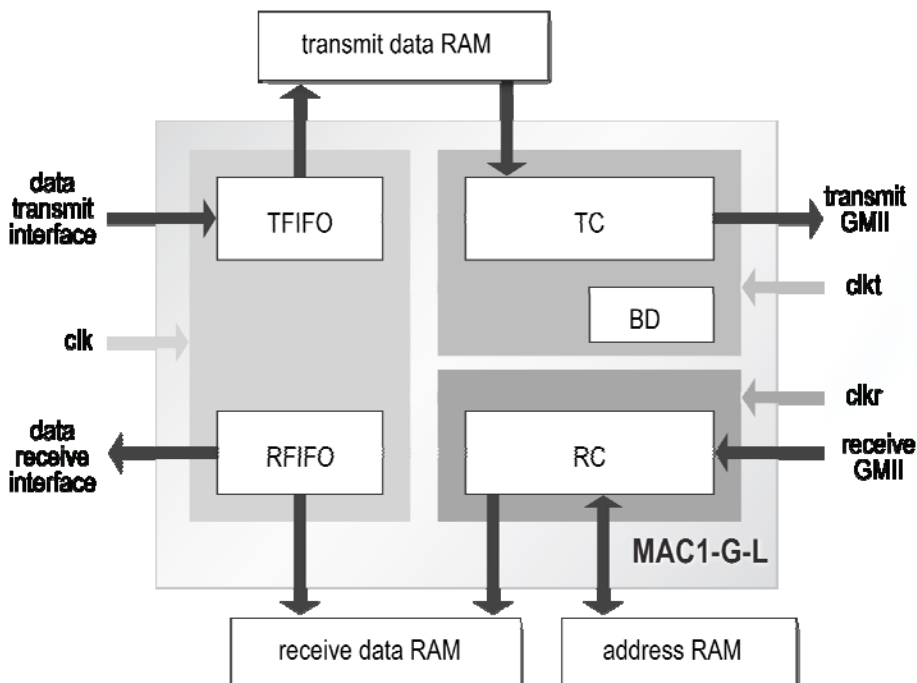 transmit data RAM
data
transmit
interface
TFIFO
TC
transmit
GMII
clkt
BD
clk
clkr
data
receive
interface
RFIFO
RC
receive
GMII
MAC1-G-L
receive data RAM
address RAM